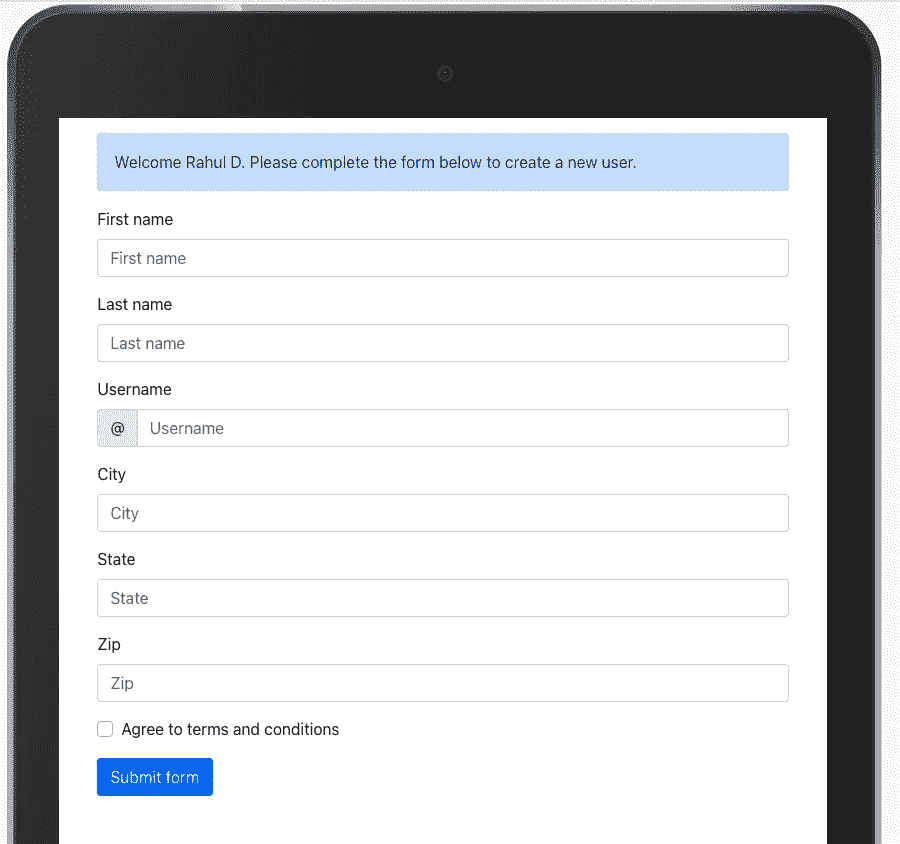 Welcome Rahul D. Please complete the form below to create a new user.
First name
First name
Last name
Last name
Username
@ Username
City
City
State
State
Zip
Zip
Agree to terms and conditions
Submit form